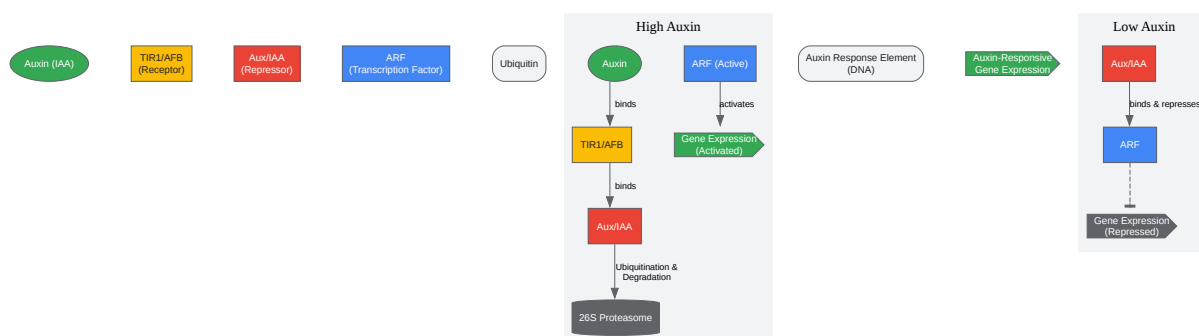 High Auxin
Low Auxin
Auxin (IAA)
TIR1/AFB
(Receptor)
Aux/IAA
(Repressor)
ARF
(Transcription Factor)
Ubiquitin
Auxin
ARF (Active)
Auxin Response Element
(DNA)
Auxin-Responsive
Gene Expression
Aux/IAA
binds
activates
binds & represses
TIR1/AFB
Gene Expression
(Activated)
ARF
binds
Aux/IAA
Gene Expression
(Repressed)
Ubiquitination &
Degradation
26S Proteasome